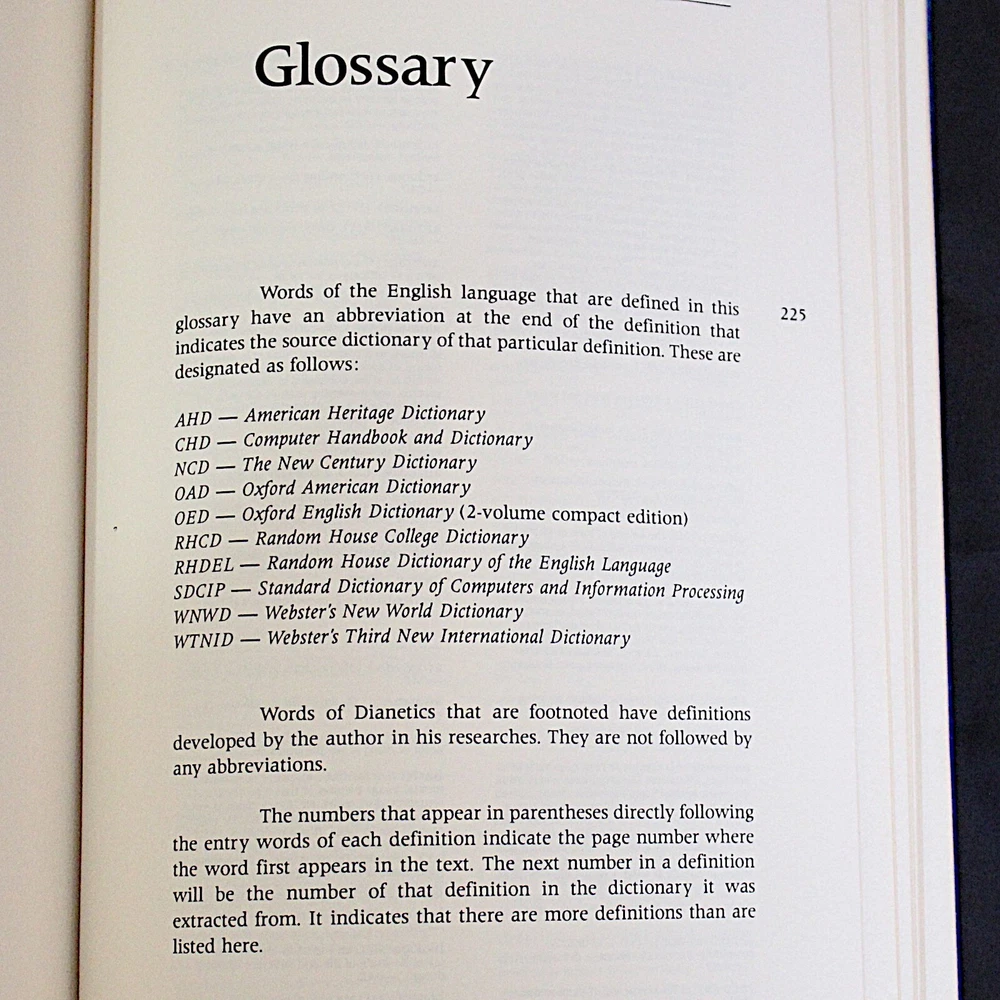 Glossary
Words of the English language that are defined in this
glossary have an abbreviation at the end of the definition that
indicates the source dictionary of that particular definition. These are
designated as follows:
225
AHD — American Heritage Dictionary
CHD — Computer Handbook and Dictionary
NCD — The New Century Dictionary
OAD — Oxford American Dictionary
OED — Oxford English Dictionary (2-volume compact edition)
RHCD — Random House College Dictionary
RHDEL — Random House Dictionary of the English Language
SDCIP — Standard Dictionary of Computers and Information Processing
WNWD — Webster's New World Dictionary
WTNID — Webster's Third New International Dictionary
Words of Dianetics that are footnoted have definitions
developed by the author in his researches. They are not followed by
any abbreviations.
The numbers that appear in parentheses directly following
the entry words of each definition indicate the page number where
the word first appears in the text. The next number in a definition
will be the number of that definition in the dictionary it was
extracted from. It indicates that there are more definitions than are
listed here.